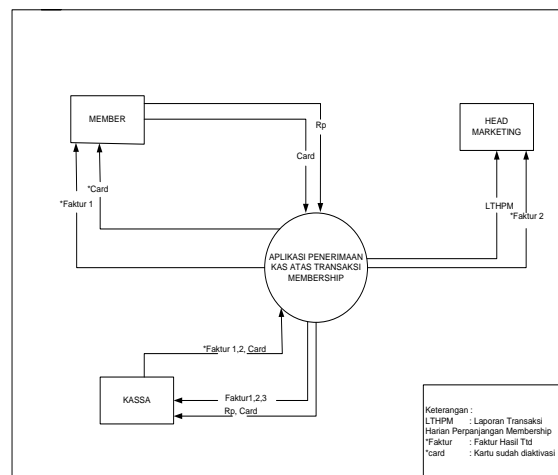 MEMBER
HEAD
MARKETING
Rp
Card
*Card
*Faktur 1
LTHPM
*Faktur 2
APLIKASI PENERIMAAN
KAS ATAS TRANSAKSI
MEMBERSHIP
*Faktur 1,2, Card
KASSA
Faktur1,2,3
Rp, Card
Keterangan :
LTHPM : Laporan Transaksi
Harian Perpanjangan Membership
*Faktur : Faktur Hasil Ttd
*card : Kartu sudah diaktivasi